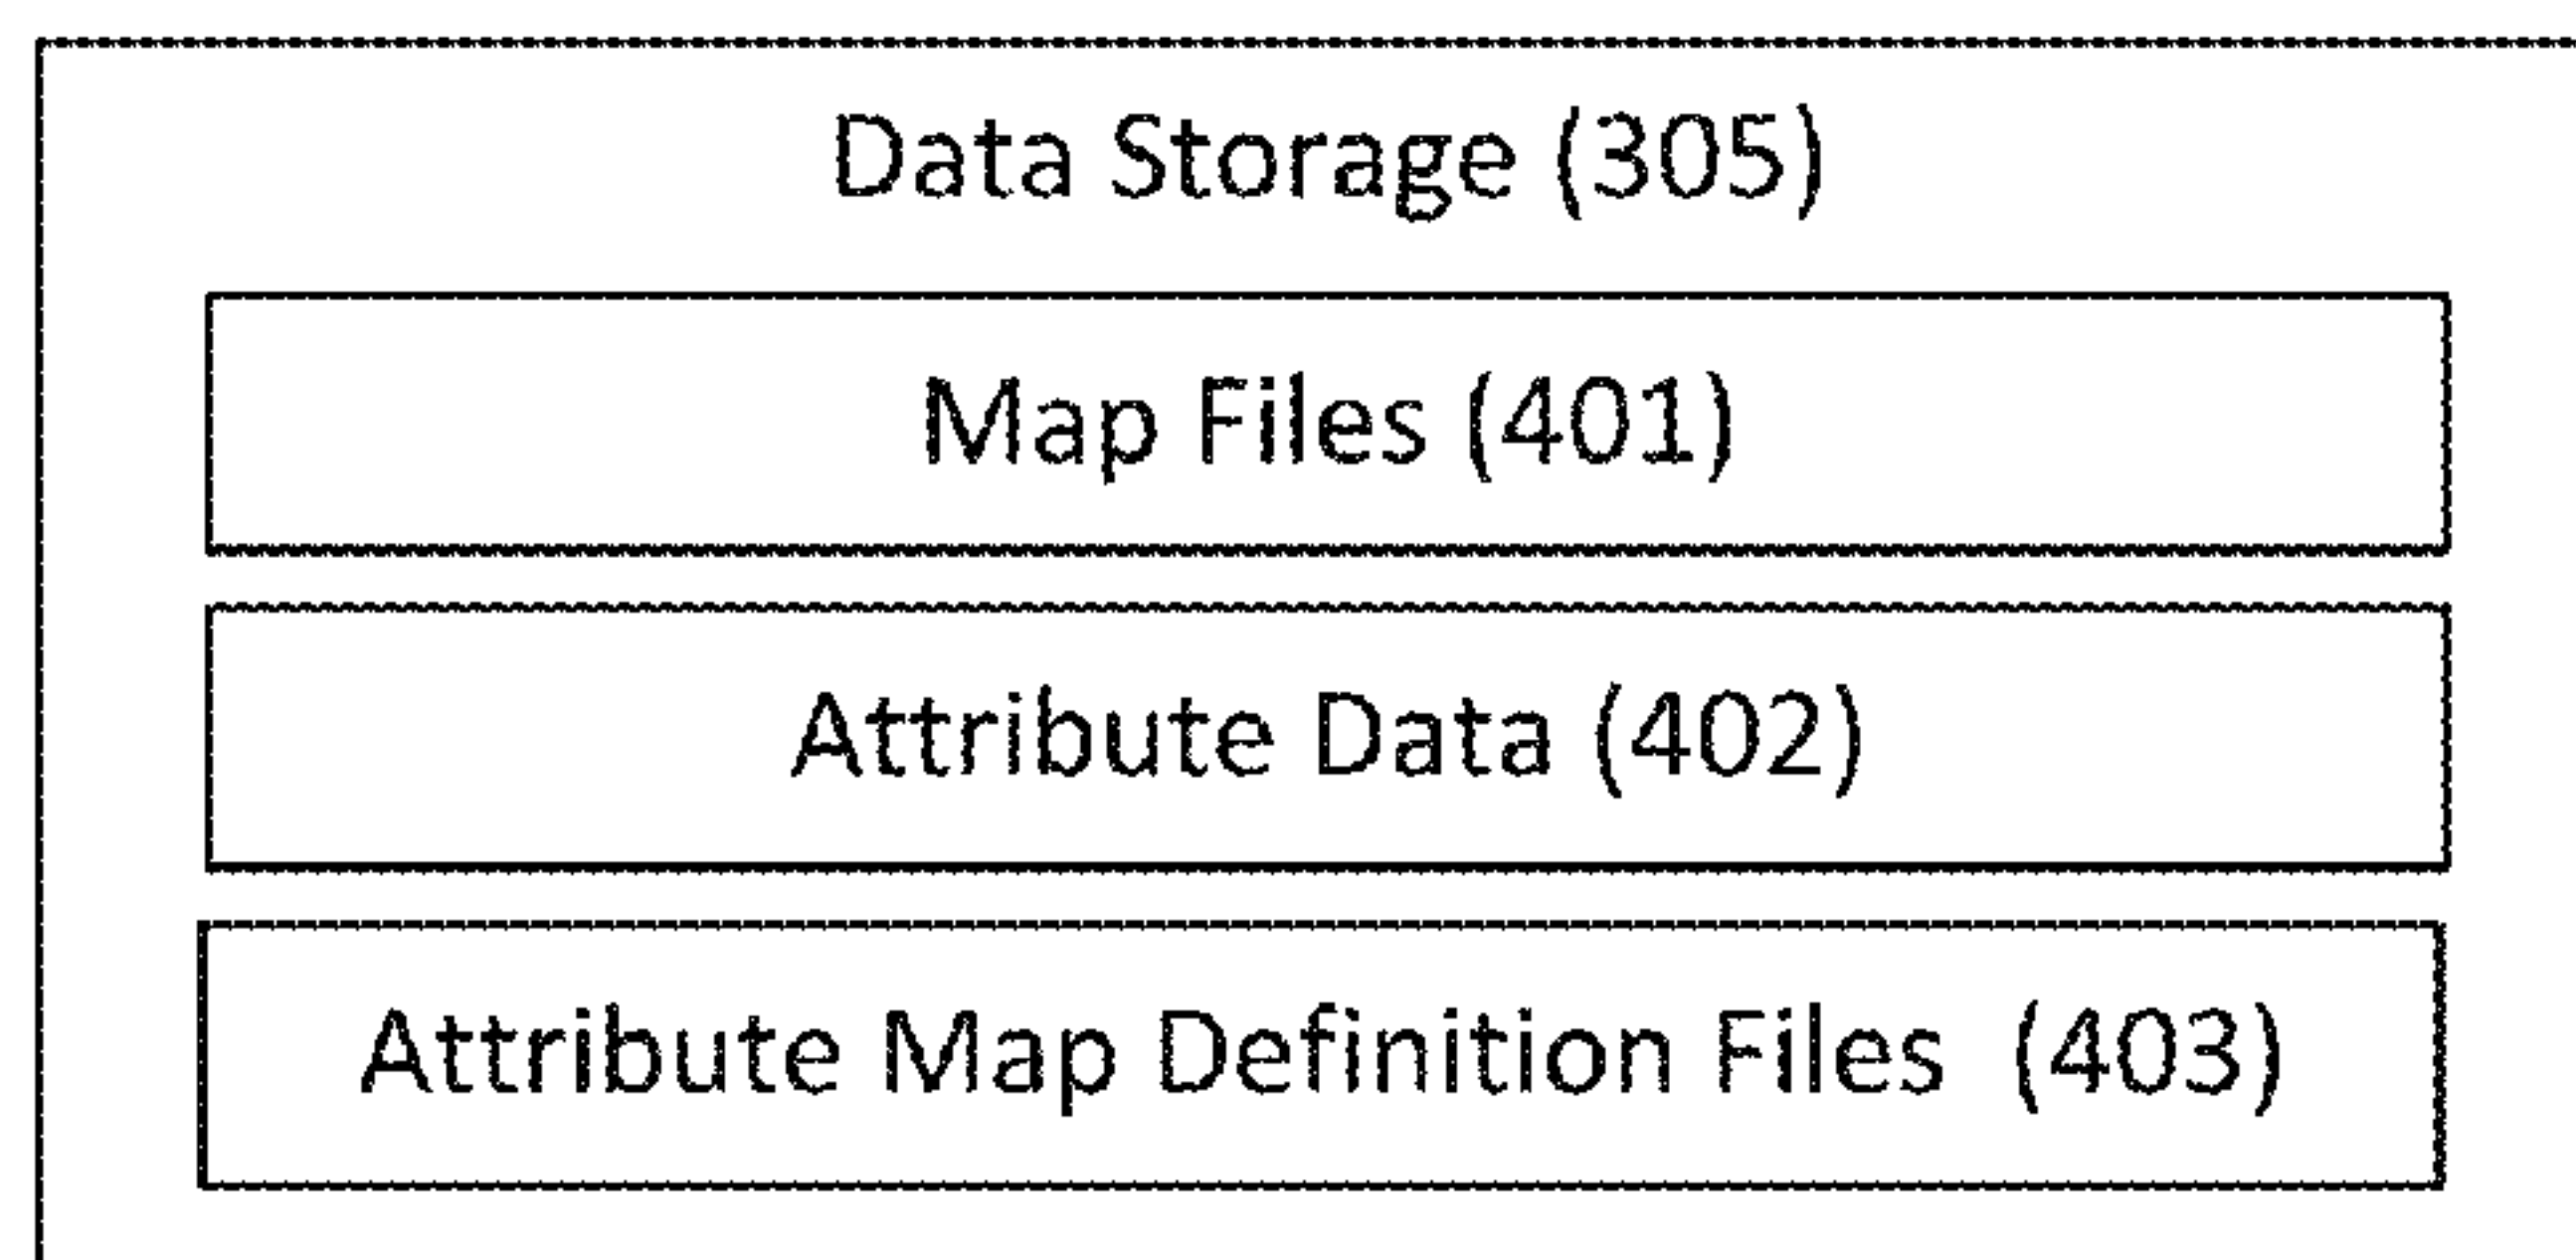 Data Storage (305)
Map Files (401)
Attribute Data (402)
Attribute Map Definition Files (403)